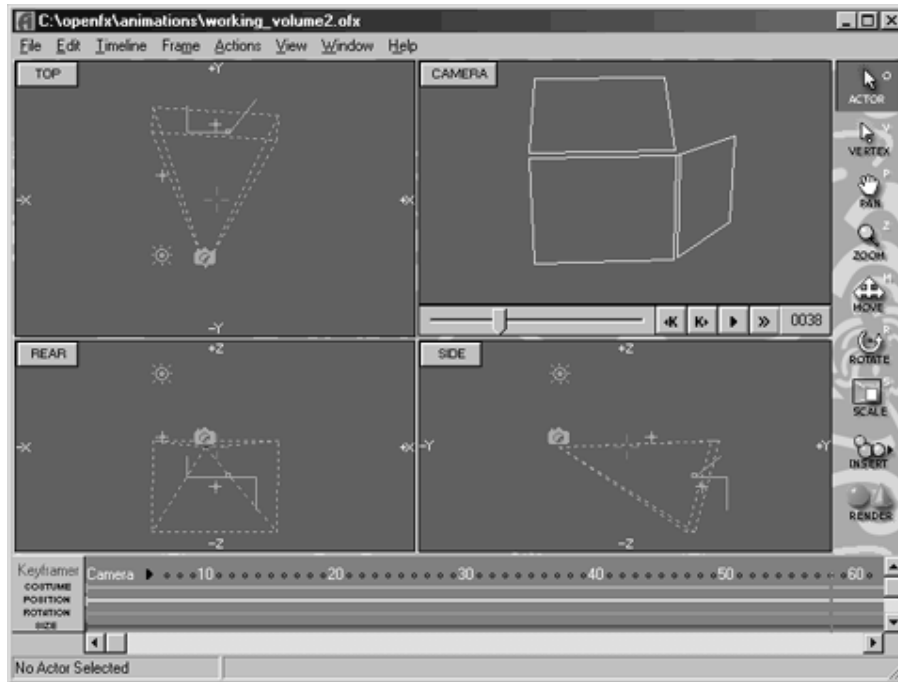 C:\openfx\animations\working_volume2.ofx
File Edit Timeline Frame Actions View Window Help
TOP
+Y
-X
+X
-Y
CAMERA
0038
REAR
+Z
-X
+X
-Z
SIDE
+Z
-Y
+Y
-Z
O
ACTOR
V
VERTEX
P
PAN
Z
ZOOM
M
MOVE
R
ROTATE
S
SCALE
INSERT
RENDER
Keyframer
COSTUME
POSITION
ROTATION
SIZE
Camera 10 20 30 40 50 60
No Actor Selected